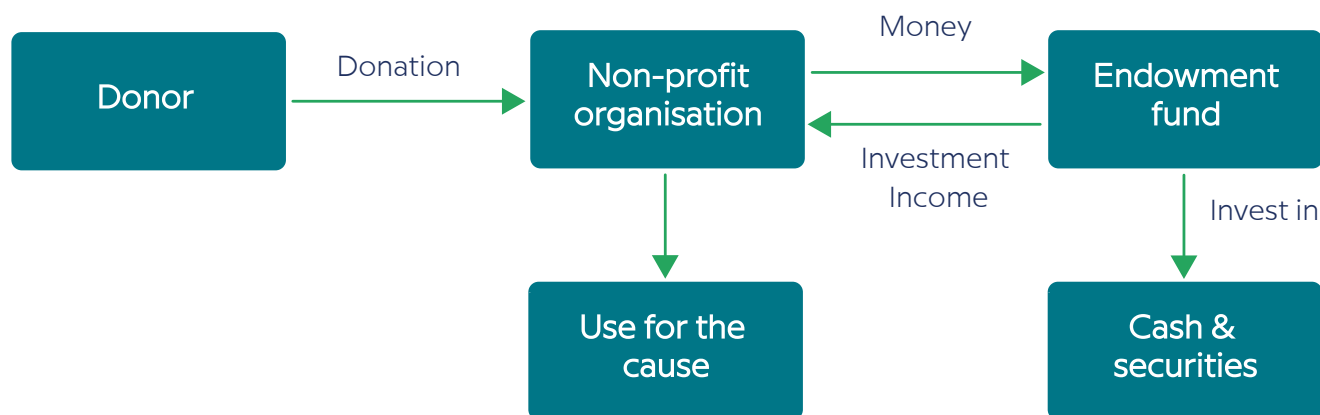 Donor
Donation
Non-profit
organisation
Money
Investment
Income
Endowment
fund
Invest in
Use for the
cause
Cash &
securities